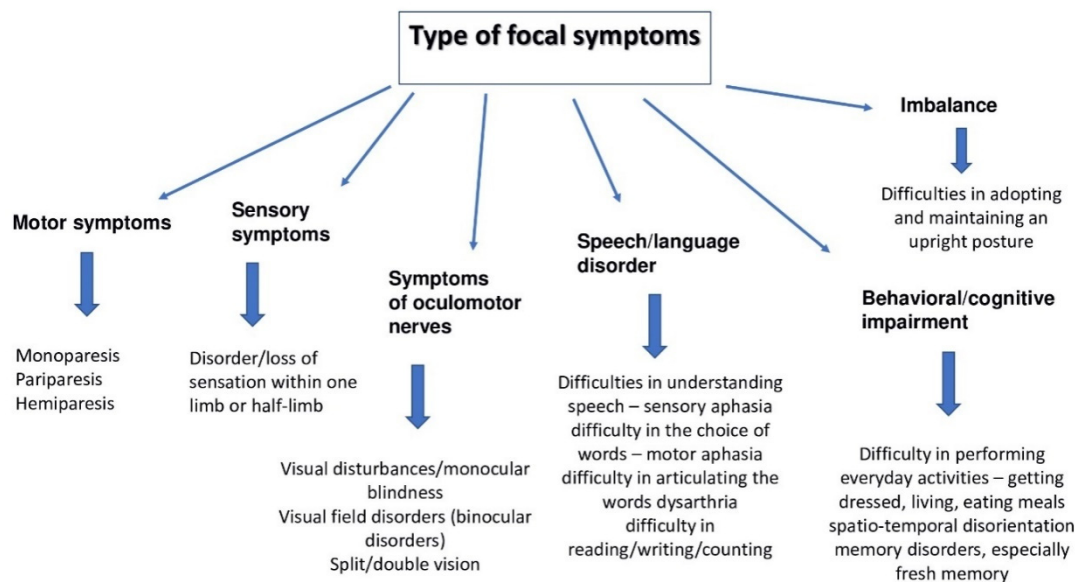 Type of focal symptoms
Motor symptoms
Monoparesis
Pariparesis
Hemiparesis
Sensory
symptoms
Disorder/loss of
sensation within one
limb or half-limb
Symptoms
of oculomotor
nerves
Visual disturbances/monocular
blindness
Visual field disorders (binocular
disorders)
Split/double vision
Speech/language
disorder
Difficulties in understanding
speech – sensory aphasia
difficulty in the choice of
words – motor aphasia
difficulty in articulating the
words dysarthria
difficulty in
reading/writing/counting
Behavioral/cognitive
impairment
Difficulty in performing
everyday activities – getting
dressed, living, eating meals
spatio-temporal disorientation
memory disorders, especially
fresh memory
Imbalance
Difficulties in adopting
and maintaining an
upright posture